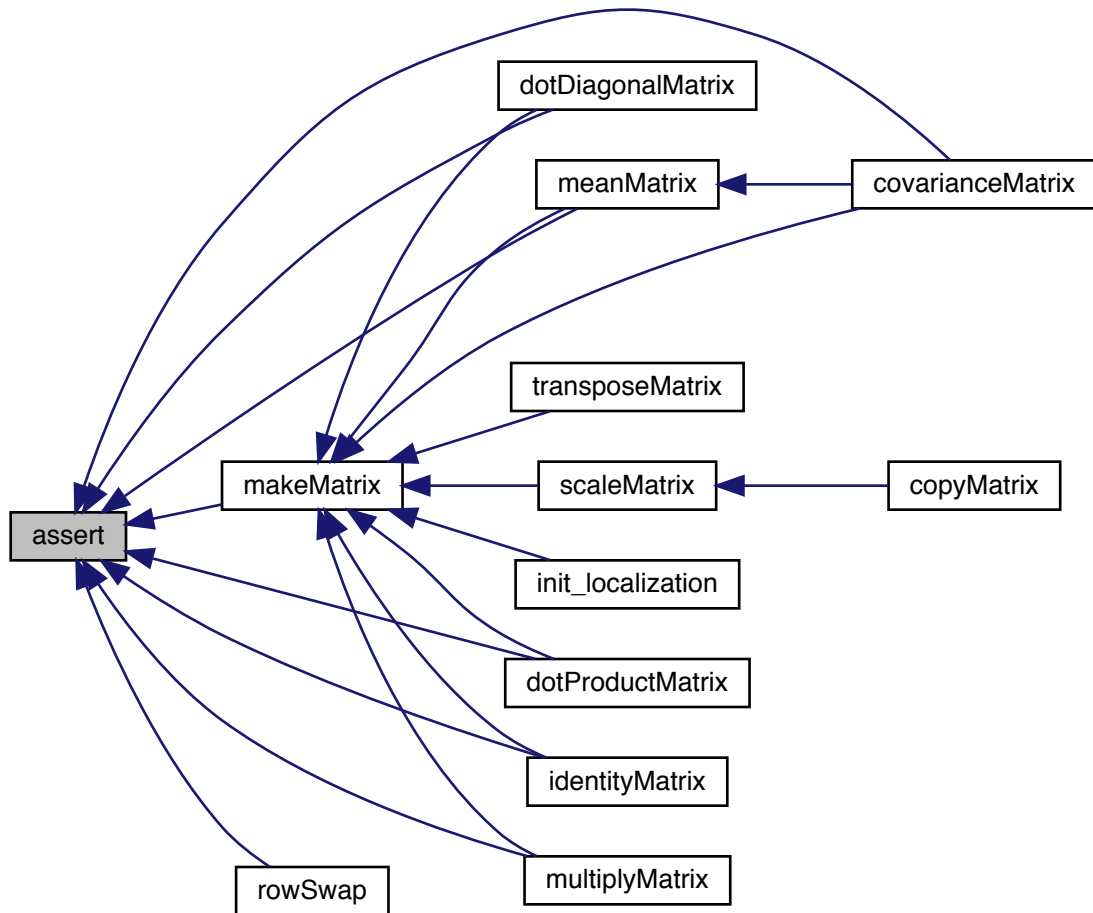 dotDiagonalMatrix
meanMatrix
covarianceMatrix
transposeMatrix
makeMatrix
scaleMatrix
copyMatrix
assert
init_localization
dotProductMatrix
identityMatrix
multiplyMatrix
rowSwap